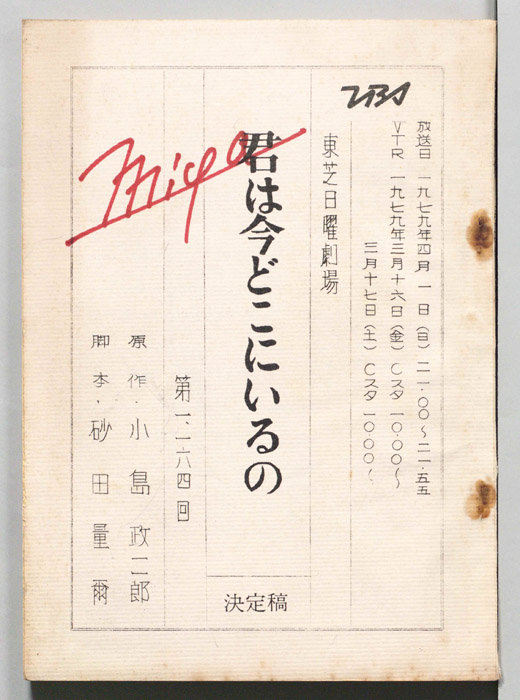 TBS
放送日 一九七九年四月一日(日)二一・〇〇〜二一・五五
VTR 一九七九年三月十六日(金)Cスタ 一〇・〇〇〜
三月十七日(土)Cスタ 一〇・〇〇〜
東芝日曜劇場
君は今どこにいるの
決定稿
第一、一六四回
原作・小島政二郎
脚本・砂田量爾